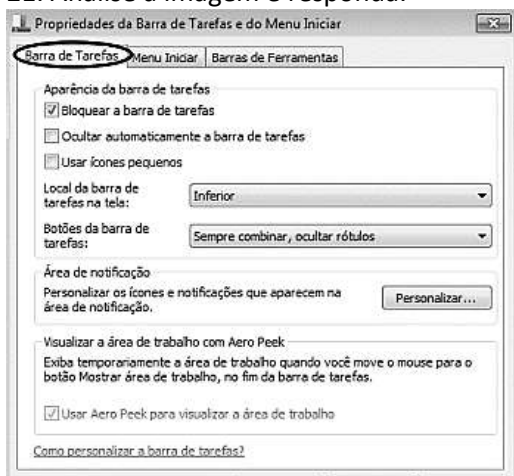 22. Analise a imagem e responda:
Propriedades da Barra de Tarefas e do Menu Iniciar
Barra de Tarefas Menu Iniciar Barras de Ferramentas
Aparência da barra de tarefas
Bloquear a barra de tarefas
Ocultar automaticamente a barra de tarefas
Usar ícones pequenos
Local da barra de
tarefas na tela:
Inferior
Botões da barra de
tarefas:
Sempre combinar, ocultar rótulos
Área de notificação
Personalizar os ícones e notificações que aparecem na
área de notificação.
Personalizar...
Visualizar a área de trabalho com Aero Peek
Exiba temporariamente a área de trabalho quando você move o mouse para o
botão Mostrar área de trabalho, no fim da barra de tarefas.
Usar Aero Peek para visualizar a área de trabalho
Como personalizar a barra de tarefas?